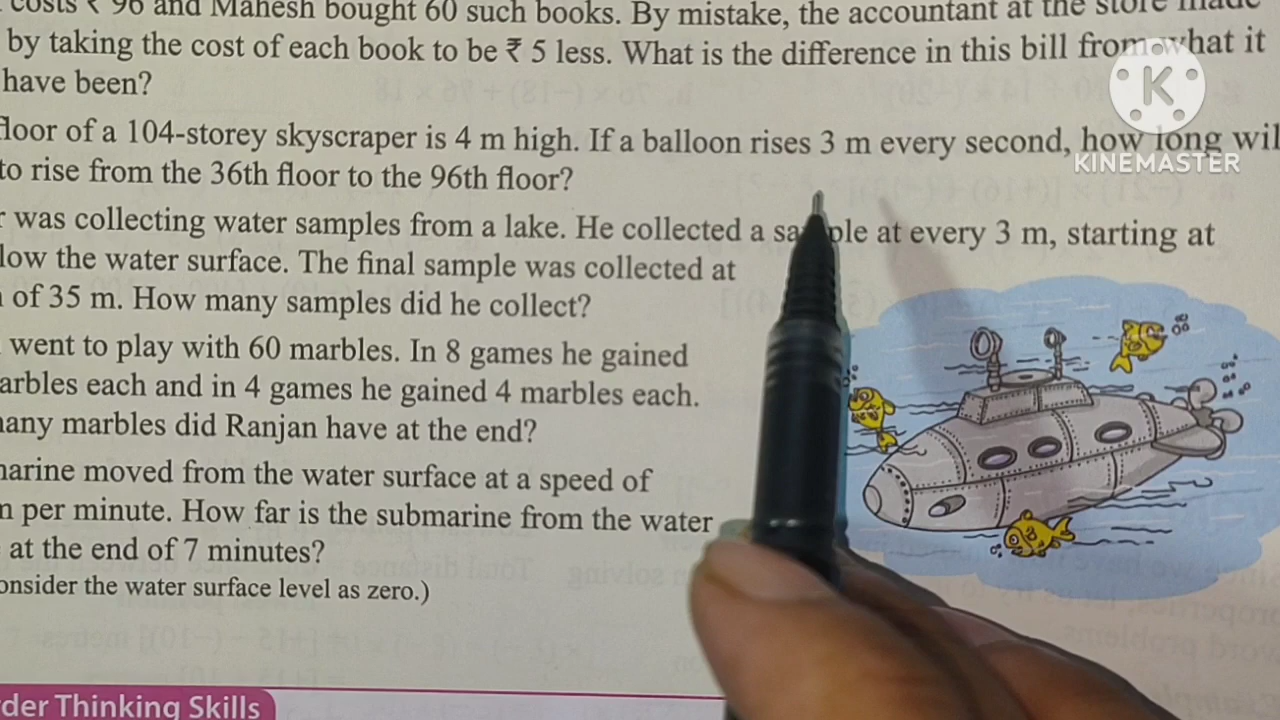 costs ₹ 96 and Mahesh bought 60 such books. By mistake, the accountant at the store made
by taking the cost of each book to be ₹ 5 less. What is the difference in this bill from what it
have been?
floor of a 104-storey skyscraper is 4 m high. If a balloon rises 3 m every second, how long wil
to rise from the 36th floor to the 96th floor?
was collecting water samples from a lake. He collected a sample at every 3 m, starting at
low the water surface. The final sample was collected at
of 35 m. How many samples did he collect?
went to play with 60 marbles. In 8 games he gained
arbles each and in 4 games he gained 4 marbles each.
any marbles did Ranjan have at the end?
marine moved from the water surface at a speed of
per minute. How far is the submarine from the water
at the end of 7 minutes?
onsider the water surface level as zero.)
der Thinking Skills
K
KINEMASTER